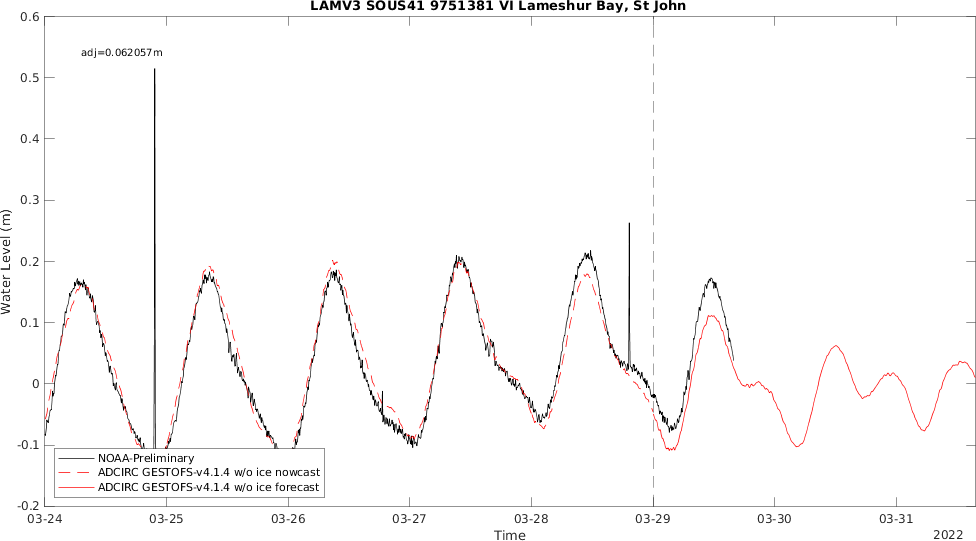 LAMV3 SOUS41 9751381 VI Lameshur Bay, St John
0.6
adj=0.062057m
0.5
0.4
0.3
0.2
0.1
0
-0.1
-0.2
Water Level (m)
NOAA-Preliminary
ADCIRC GESTOFS-v4.1.4 w/o ice nowcast
ADCIRC GESTOFS-v4.1.4 w/o ice forecast
03-24 03-25 03-26 03-27 03-28 03-29 03-30 03-31
Time
2022